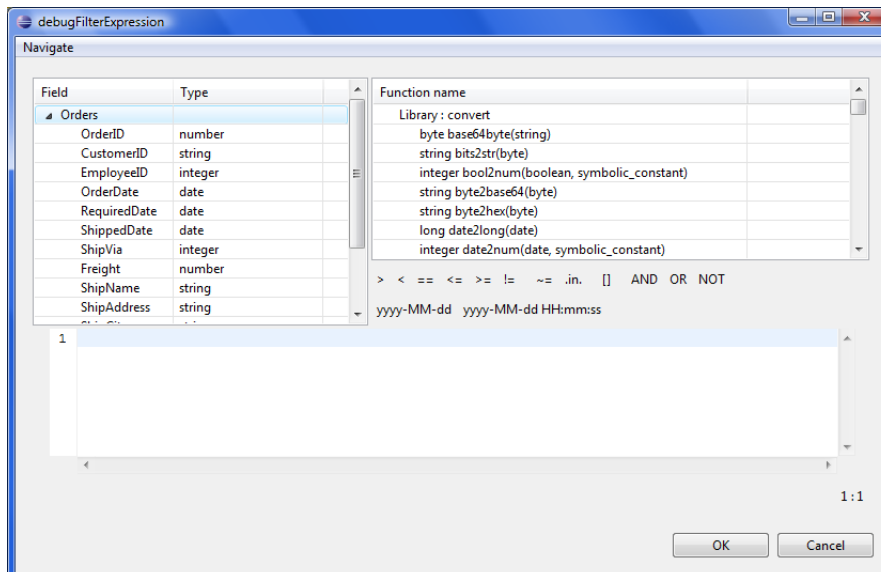 debugFilterExpression
Navigate
Field Type
Orders
OrderID number
CustomerID string
EmployeeID integer
OrderDate date
RequiredDate date
ShippedDate date
ShipVia integer
Freight number
ShipName string
ShipAddress string
Function name
Library : convert
byte base64byte(string)
string bits2str(byte)
integer bool2num(boolean, symbolic_constant)
string byte2base64(byte)
string byte2hex(byte)
long date2long(date)
integer date2num(date, symbolic_constant)
> < == <= >= != ~= .in. [] AND OR NOT
yyyy-MM-dd yyyy-MM-dd HH:mm:ss
1
1:1
OK Cancel